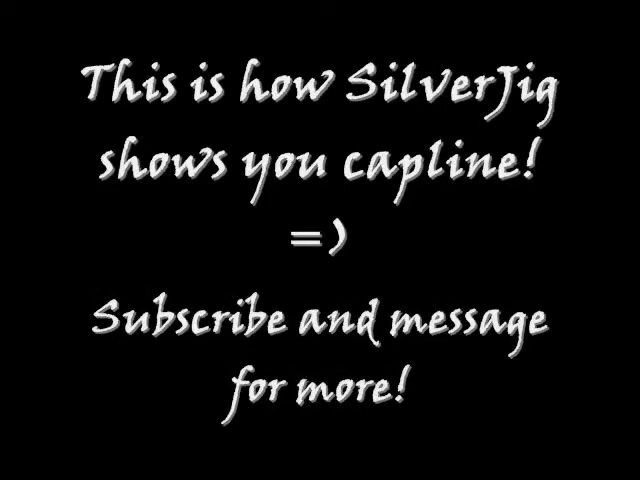 This is how SilverJig
shows you capline!
=)
Subscribe and message
for more!